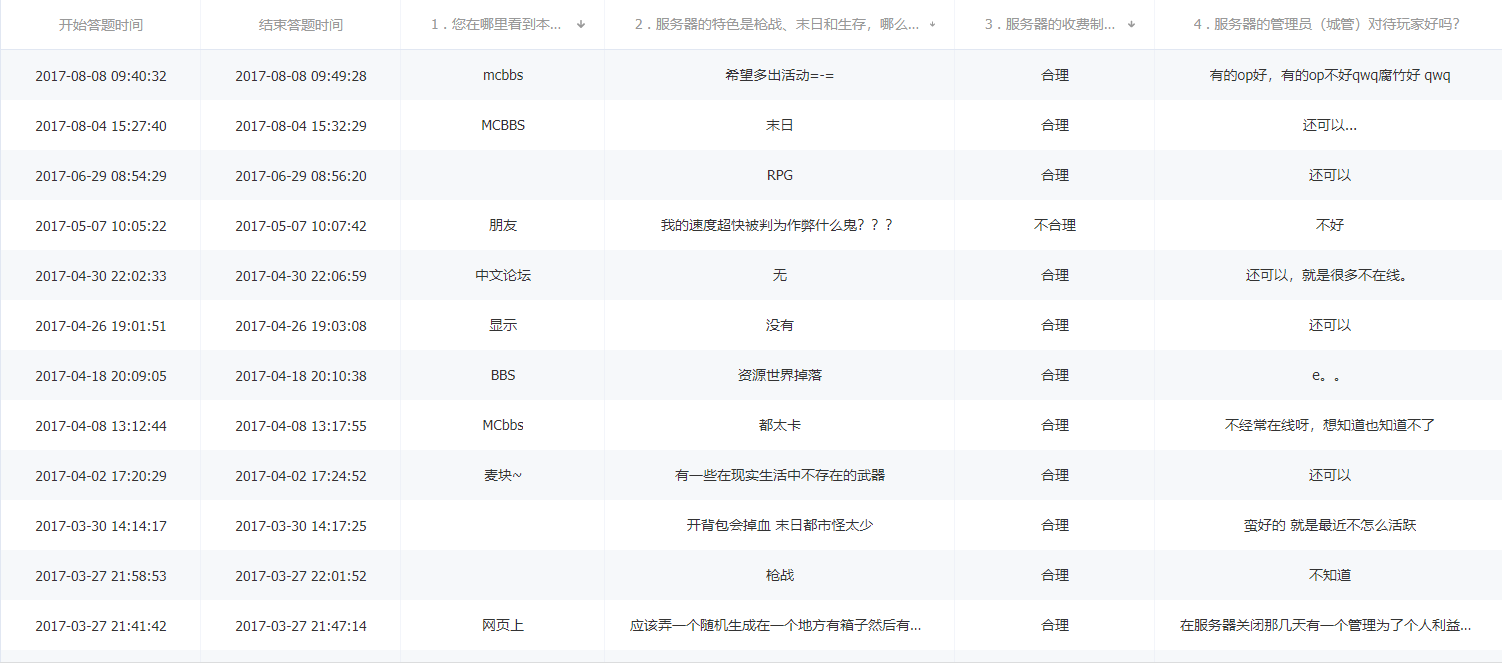 开始答题时间 结束答题时间 1．您在哪里看到本... 2．服务器的特色是枪战、末日和生存，哪么... 3．服务器的收费制... 4．服务器的管理员（城管）对待玩家好吗?
2017-08-08 09:40:32 2017-08-08 09:49:28 mcbbs 希望多出活动=-= 合理 有的op好，有的op不好qwq腐竹好 qwq
2017-08-04 15:27:40 2017-08-04 15:32:29 MCBBS 末日 合理 还可以...
2017-06-29 08:54:29 2017-06-29 08:56:20 RPG 合理 还可以
2017-05-07 10:05:22 2017-05-07 10:07:42 朋友 我的速度超快被判为作弊什么鬼？？？ 不合理 不好
2017-04-30 22:02:33 2017-04-30 22:06:59 中文论坛 无 合理 还可以，就是很多不在线。
2017-04-26 19:01:51 2017-04-26 19:03:08 显示 没有 合理 还可以
2017-04-18 20:09:05 2017-04-18 20:10:38 BBS 资源世界掉落 合理 e。。
2017-04-08 13:12:44 2017-04-08 13:17:55 MCbbs 都太卡 合理 不经常在线呀，想知道也知道不了
2017-04-02 17:20:29 2017-04-02 17:24:52 麦块~ 有一些在现实生活中不存在的武器 合理 还可以
2017-03-30 14:14:17 2017-03-30 14:17:25 开背包会掉血 末日都市怪太少 合理 蛮好的 就是最近不怎么活跃
2017-03-27 21:58:53 2017-03-27 22:01:52 枪战 合理 不知道
2017-03-27 21:41:42 2017-03-27 21:47:14 网页上 应该弄一个随机生成在一个地方有箱子然后有... 合理 在服务器关闭那几天有一个管理为了个人利益...